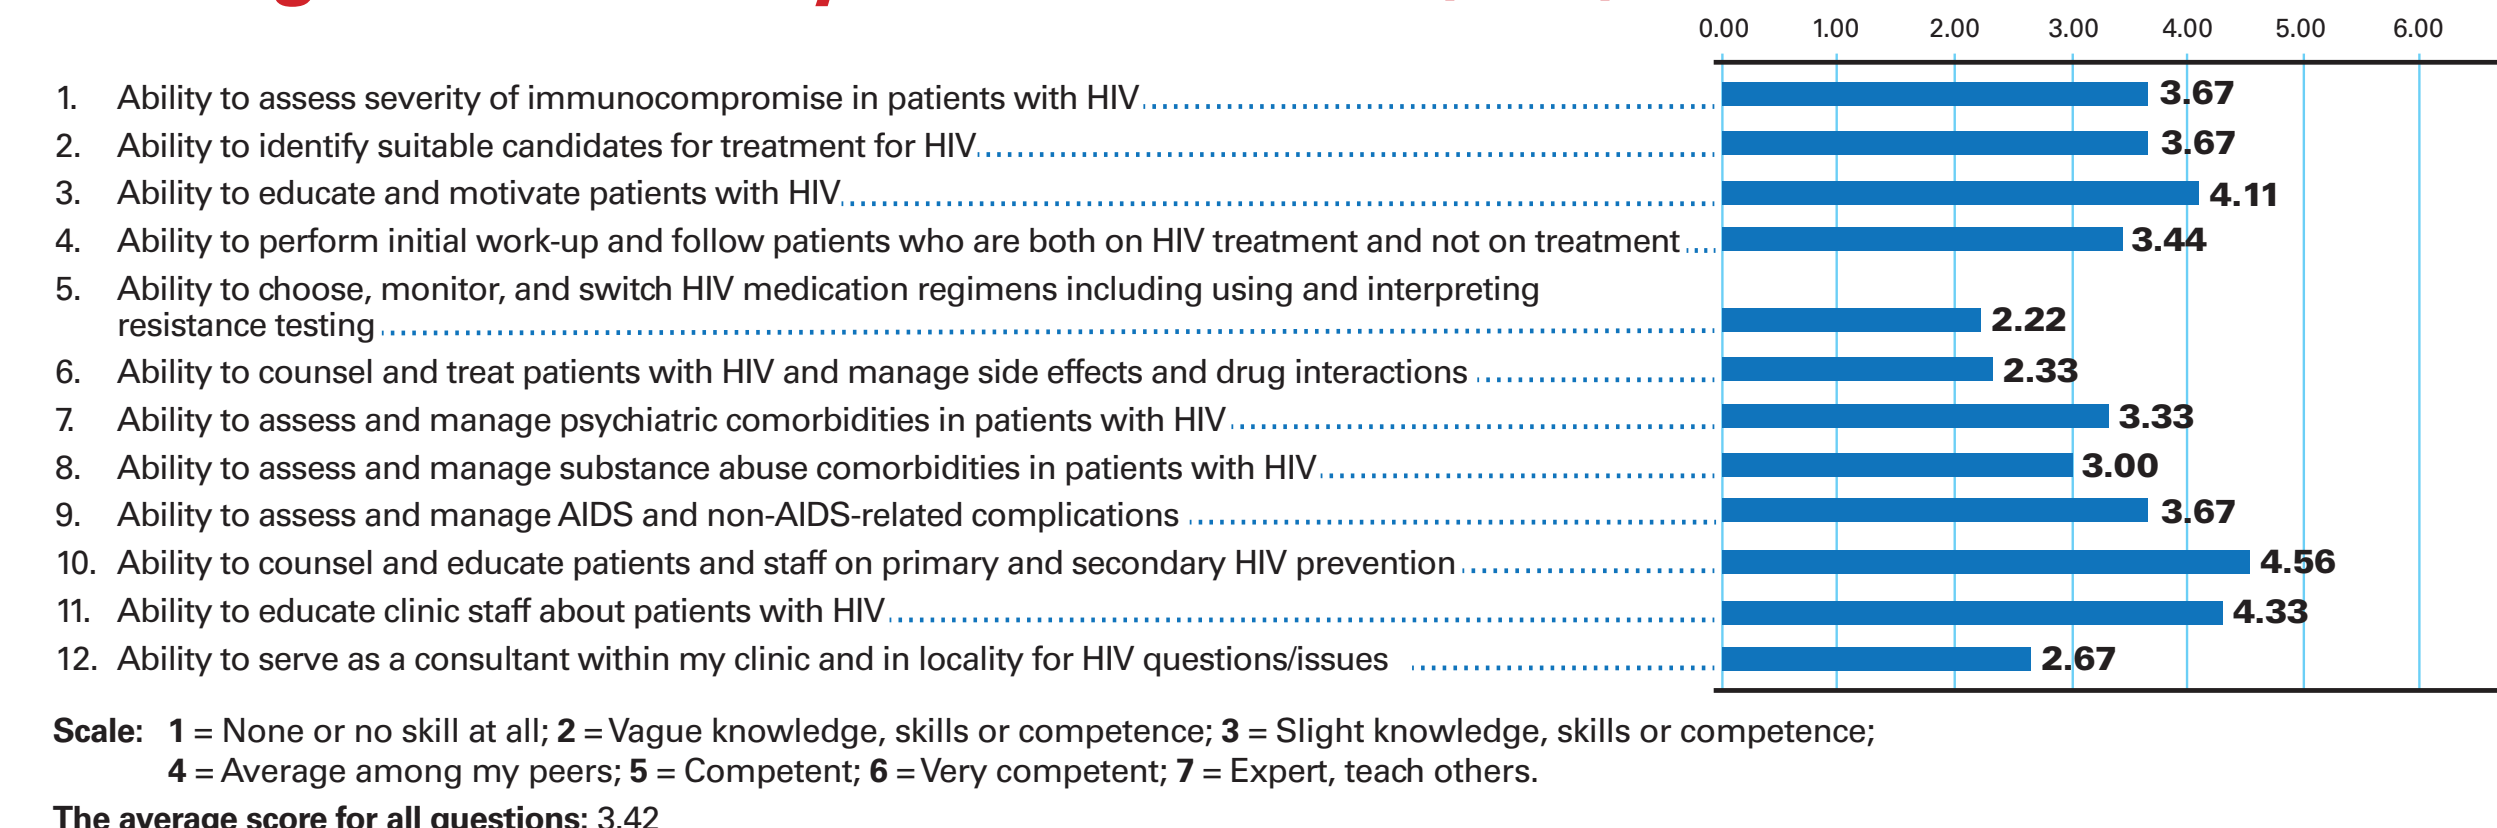 0.00 1.00 2.00 3.00 4.00 5.00 6.00
1. Ability to assess severity of immunocompromise in patients with HIV 3.67
2. Ability to identify suitable candidates for treatment for HIV 3.67
3. Ability to educate and motivate patients with HIV 4.11
4. Ability to perform initial work-up and follow patients who are both on HIV treatment and not on treatment 3.44
5. Ability to choose, monitor, and switch HIV medication regimens including using and interpreting
resistance testing 2.22
6. Ability to counsel and treat patients with HIV and manage side effects and drug interactions 2.33
7. Ability to assess and manage psychiatric comorbidities in patients with HIV 3.33
8. Ability to assess and manage substance abuse comorbidities in patients with HIV 3.00
9. Ability to assess and manage AIDS and non-AIDS-related complications 3.67
10. Ability to counsel and educate patients and staff on primary and secondary HIV prevention 4.56
11. Ability to educate clinic staff about patients with HIV 4.33
12. Ability to serve as a consultant within my clinic and in locality for HIV questions/issues 2.67
Scale: 1 = None or no skill at all; 2 = Vague knowledge, skills or competence; 3 = Slight knowledge, skills or competence;
4 = Average among my peers; 5 = Competent; 6 = Very competent; 7 = Expert, teach others.
The average score for all questions: 3.42